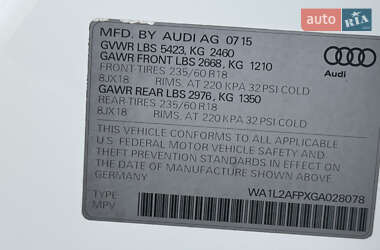 auto RIA.com
MFD. BY AUDI AG 07 15
GVWR LBS 5423, KG 2460
GAWR FRONT LBS 2668, KG 1210
FRONT-TIRES 235/60 R18
8JX18 RIMS, AT 220 KPA 32 PSI COLD
GAWR REAR LBS 2976, KG 1350
REAR-TIRES 235/60 R18
8JX18 RIMS, AT 220 KPA 32 PSI COLD
Audi
THIS VEHICLE CONFORMS TO ALL APPLICABLE
U.S. FEDERAL MOTOR VEHICLE SAFETY AND
THEFT PREVENTION STANDARDS IN EFFECT ON
THE DATE OF MANUFACTURE SHOWN ABOVE.
Made in Germany
TYPE WA1L2AFPXGA028078
MPV